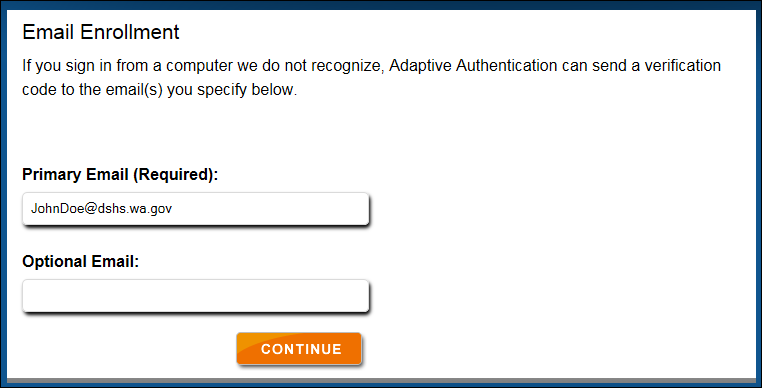 Email Enrollment
If you sign in from a computer we do not recognize, Adaptive Authentication can send a verification
code to the email(s) you specify below.
Primary Email (Required):
JohnDoe@dshs.wa.gov
Optional Email:
CONTINUE